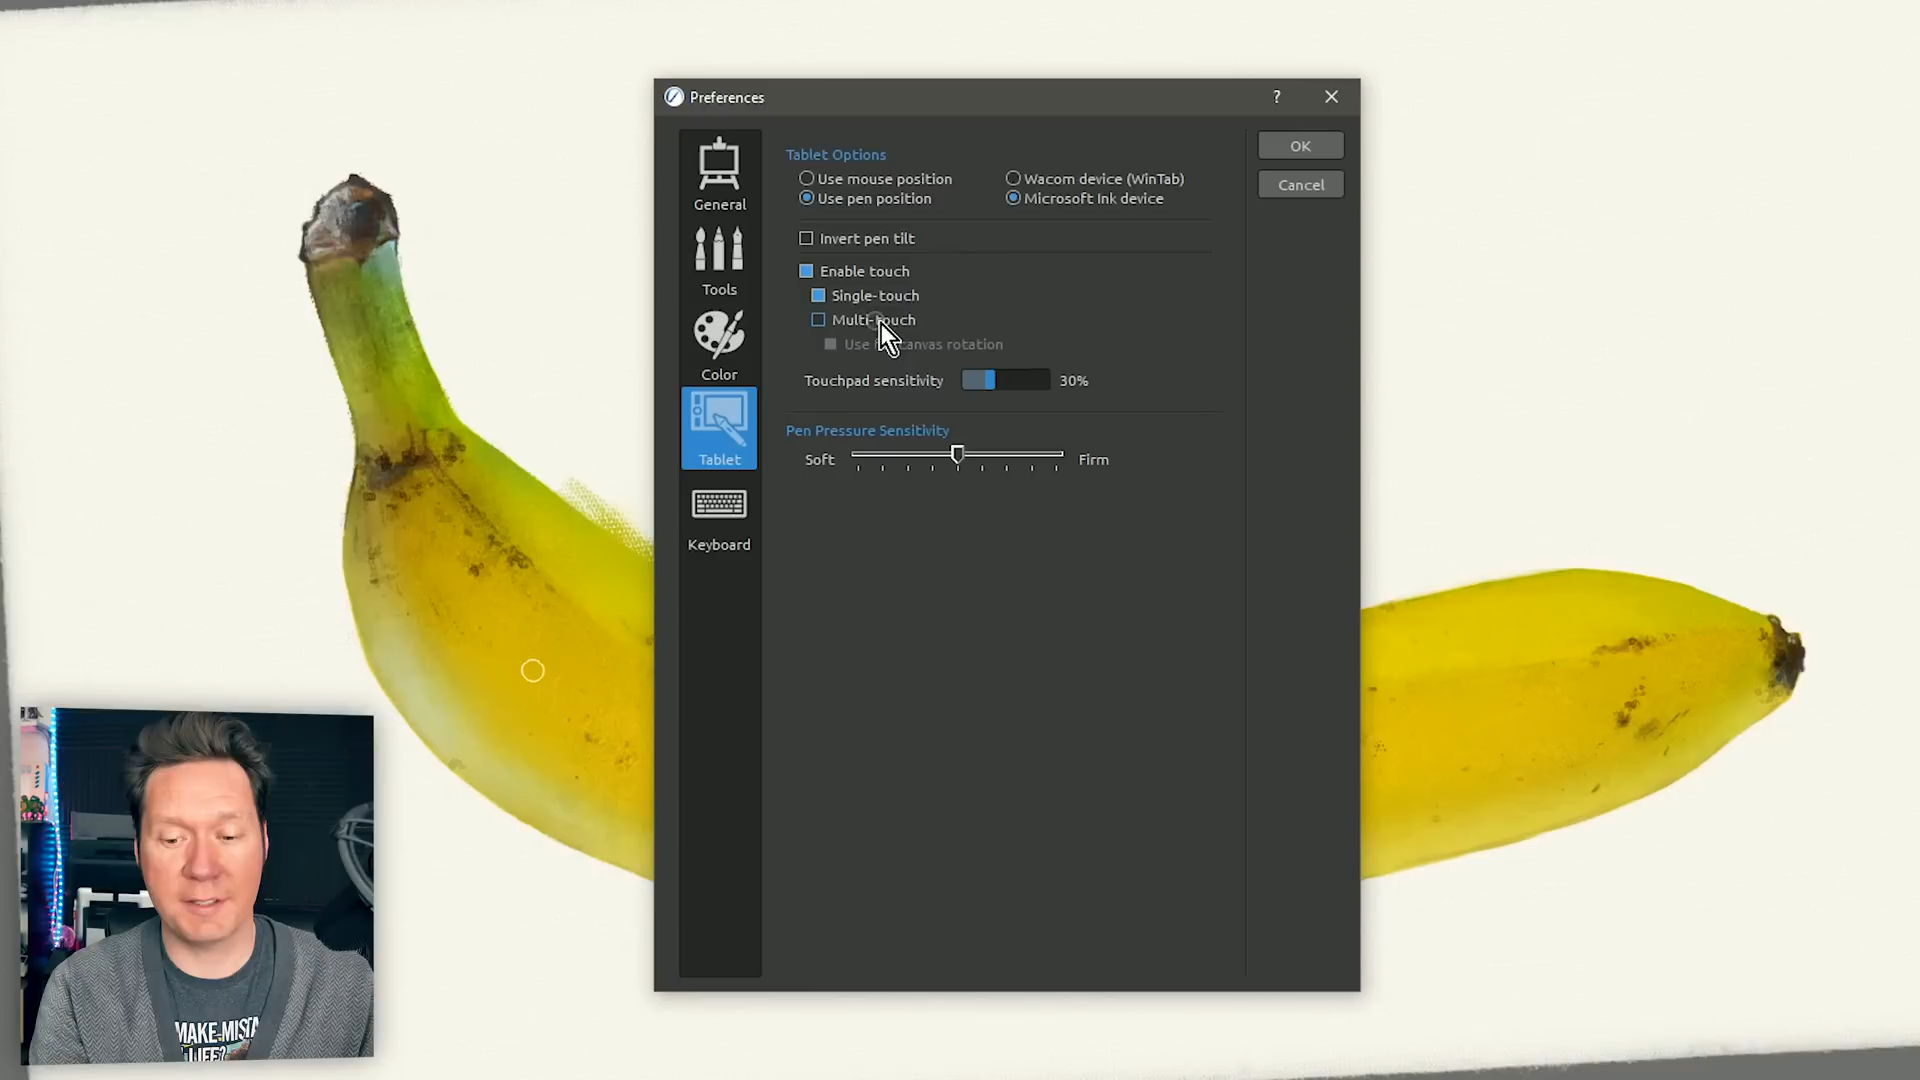 Preferences
?
General
Tools
Color
Tablet
Keyboard
Tablet Options
Use mouse position
Wacom device (WinTab)
Use pen position
Microsoft Ink device
Invert pen tilt
Enable touch
Single-touch
Multi-touch
Use canvas rotation
Touchpad sensitivity
30%
Pen Pressure Sensitivity
Soft
Firm
OK
Cancel
MAKE MISTA
LIFE?